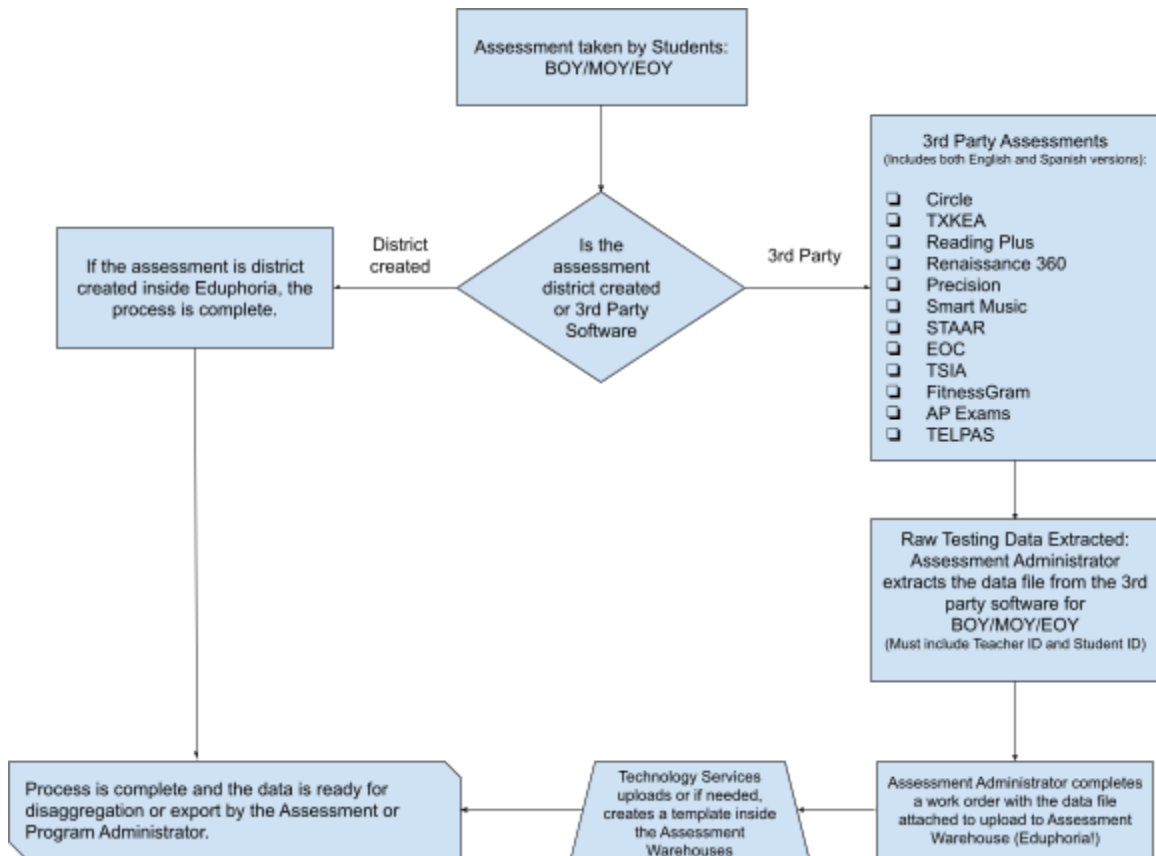 Assessment taken by Students:
BOY/MOY/EOY
3rd Party Assessments
(Includes both English and Spanish versions):
Circle
TXKEA
Reading Plus
Renaissance 360
Precision
Smart Music
STAAR
EOC
TSIA
FitnessGram
AP Exams
TELPAS
Is the
assessment
district created
or 3rd Party
Software
District
created
3rd Party
If the assessment is district
created inside Eduphoria, the
process is complete.
Raw Testing Data Extracted:
Assessment Administrator
extracts the data file from the 3rd
party software for
BOY/MOY/EOY
(Must include Teacher ID and Student ID)
Assessment Administrator completes
a work order with the data file
attached to upload to Assessment
Warehouse (Eduphoria!)
Technology Services
uploads or if needed,
creates a template inside
the Assessment
Warehouses
Process is complete and the data is ready for
disaggregation or export by the Assessment or
Program Administrator.